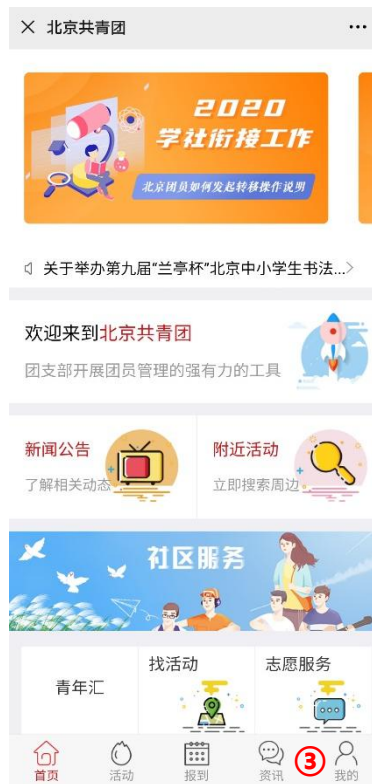 北京共青团
2020
学社衔接工作
北京团员如何发起转移操作说明
关于举办第九届“兰亭杯”北京中小学生书法...
欢迎来到北京共青团
团支部开展团员管理的强有力的工具
新闻公告
了解相关动态
附近活动
立即搜索周边
社区服务
青年汇
找活动
志愿服务
首页
活动
报到
资讯
③
我的